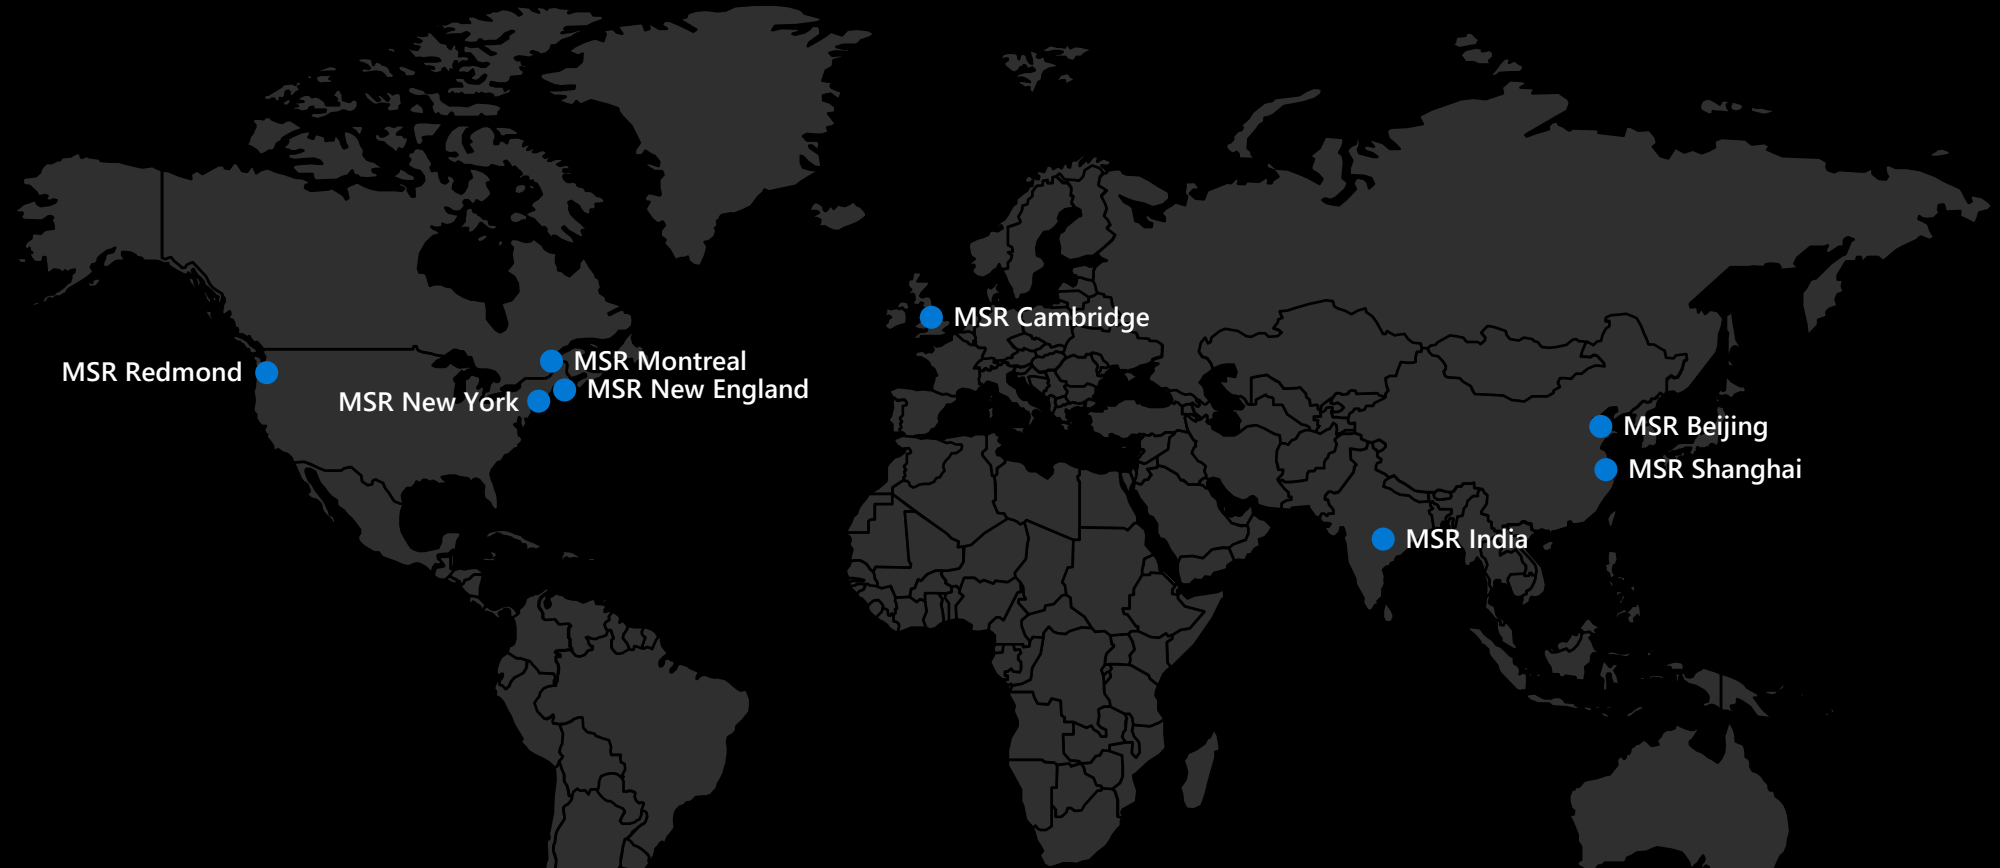 MSR Cambridge
MSR Montreal
MSR Redmond
MSR New England
MSR New York
MSR Beijing
MSR Shanghai
MSR India